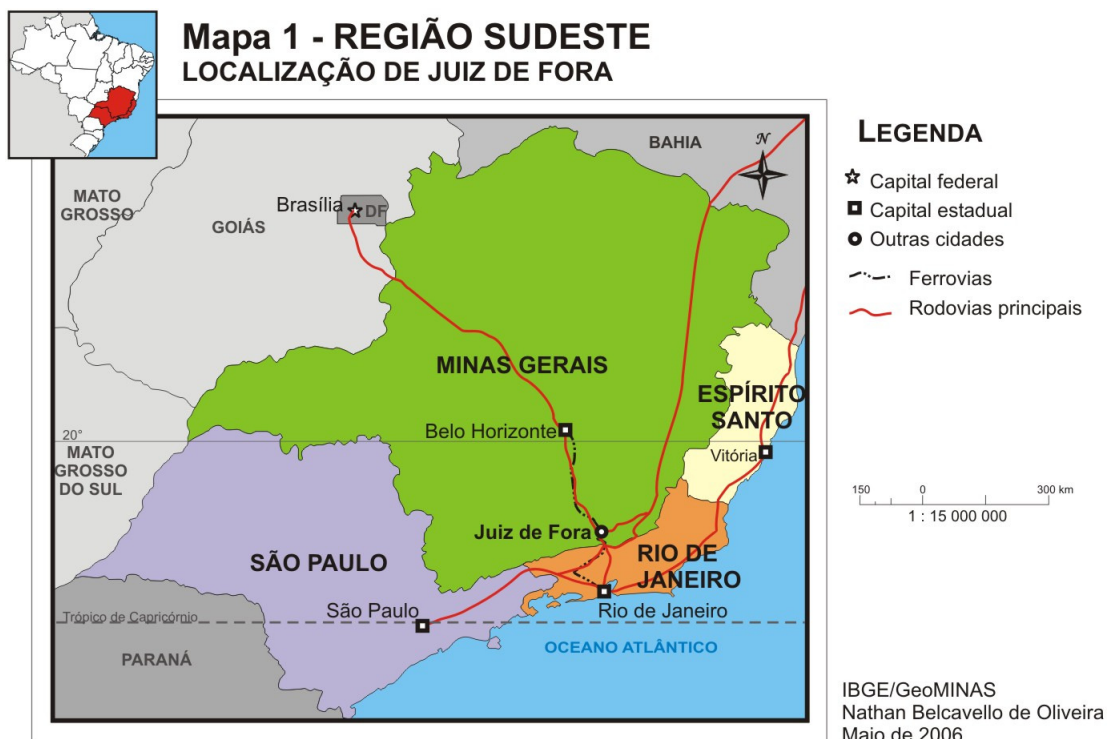 Mapa 1 - REGIÃO SUDESTE
LOCALIZAÇÃO DE JUIZ DE FORA
N
BAHIA
MATO
GROSSO
GOIÁS
Brasília
DF
MINAS GERAIS
ESPÍRITO
SANTO
Belo Horizonte
20°
Vitória
MATO
GROSSO
DO SUL
Juiz de Fora
SÃO PAULO
RIO DE
JANEIRO
São Paulo
Rio de Janeiro
Trópico de Capricórnio
PARANÁ
OCEANO ATLÂNTICO
LEGENDA
Capital federal
Capital estadual
Outras cidades
Ferrovias
Rodovias principais
150 0 300 km
1 : 15 000 000
IBGE/GeoMINAS
Nathan Belcavello de Oliveira
Maio de 2006